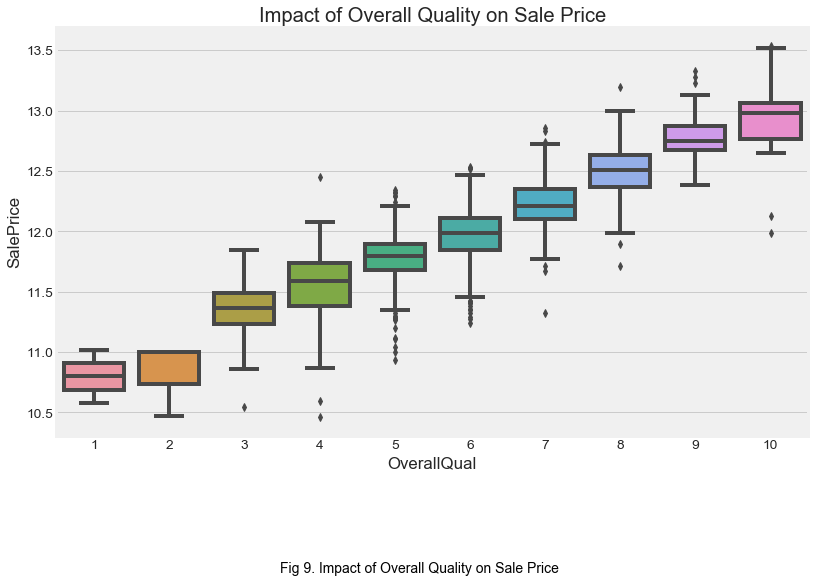 Impact of Overall Quality on Sale Price
13.5
13.0
12.5
12.0
11.5
11.0
10.5
SalePrice
1 2 3 4 5 6 7 8 9 10
OverallQual
Fig 9. Impact of Overall Quality on Sale Price